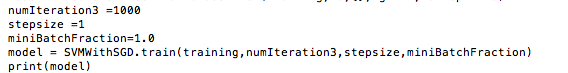 numIteration3 =1000
stepsize =1
miniBatchFraction=1.0
model = SVMWithSGD.train(training,numIteration3,stepsize,miniBatchFraction)
print(model)